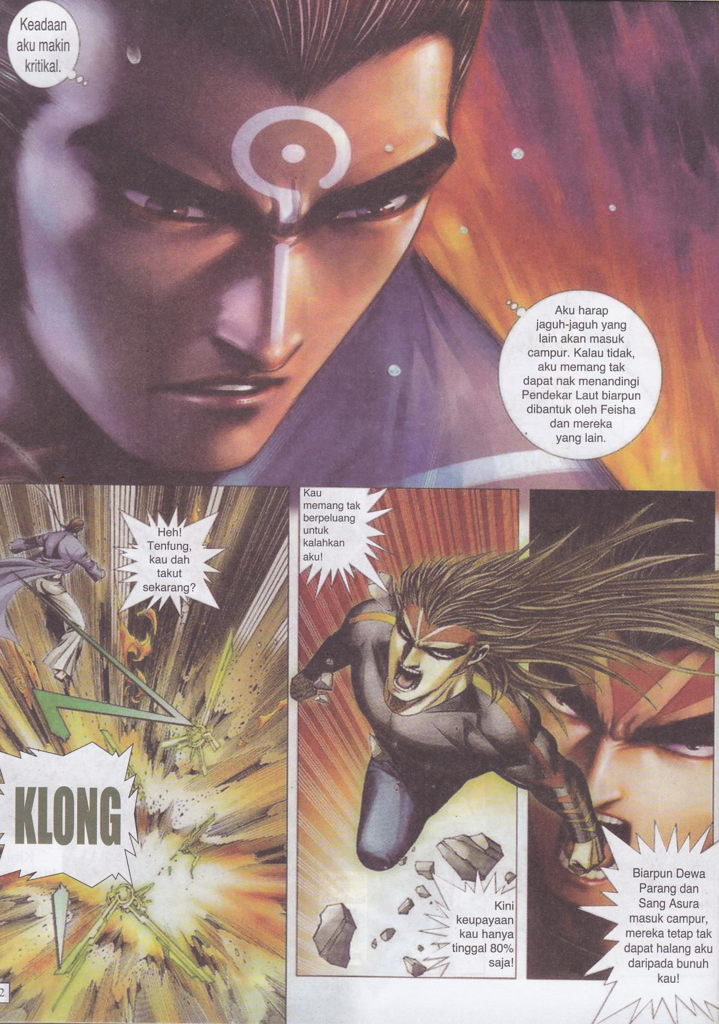 Keadaan
aku makin
kritikal.
Aku harap
jaguh-jaguh yang
lain akan masuk
campur. Kalau tidak,
aku memang tak
dapat nak menandingi
Pendekar Laut biarpun
dibantuk oleh Feisha
dan mereka
yang lain.
Heh!
Tenfung,
kau dah
takut
sekarang?
KLONG
Kau
memang tak
berpeluang
untuk
kalahkan
aku!
Kini
keupayaan
kau hanya
tinggal 80%
saja!
Biarpun Dewa
Parang dan
Sang Asura
masuk campur,
mereka tetap tak
dapat halang aku
daripada bunuh
kau!
2